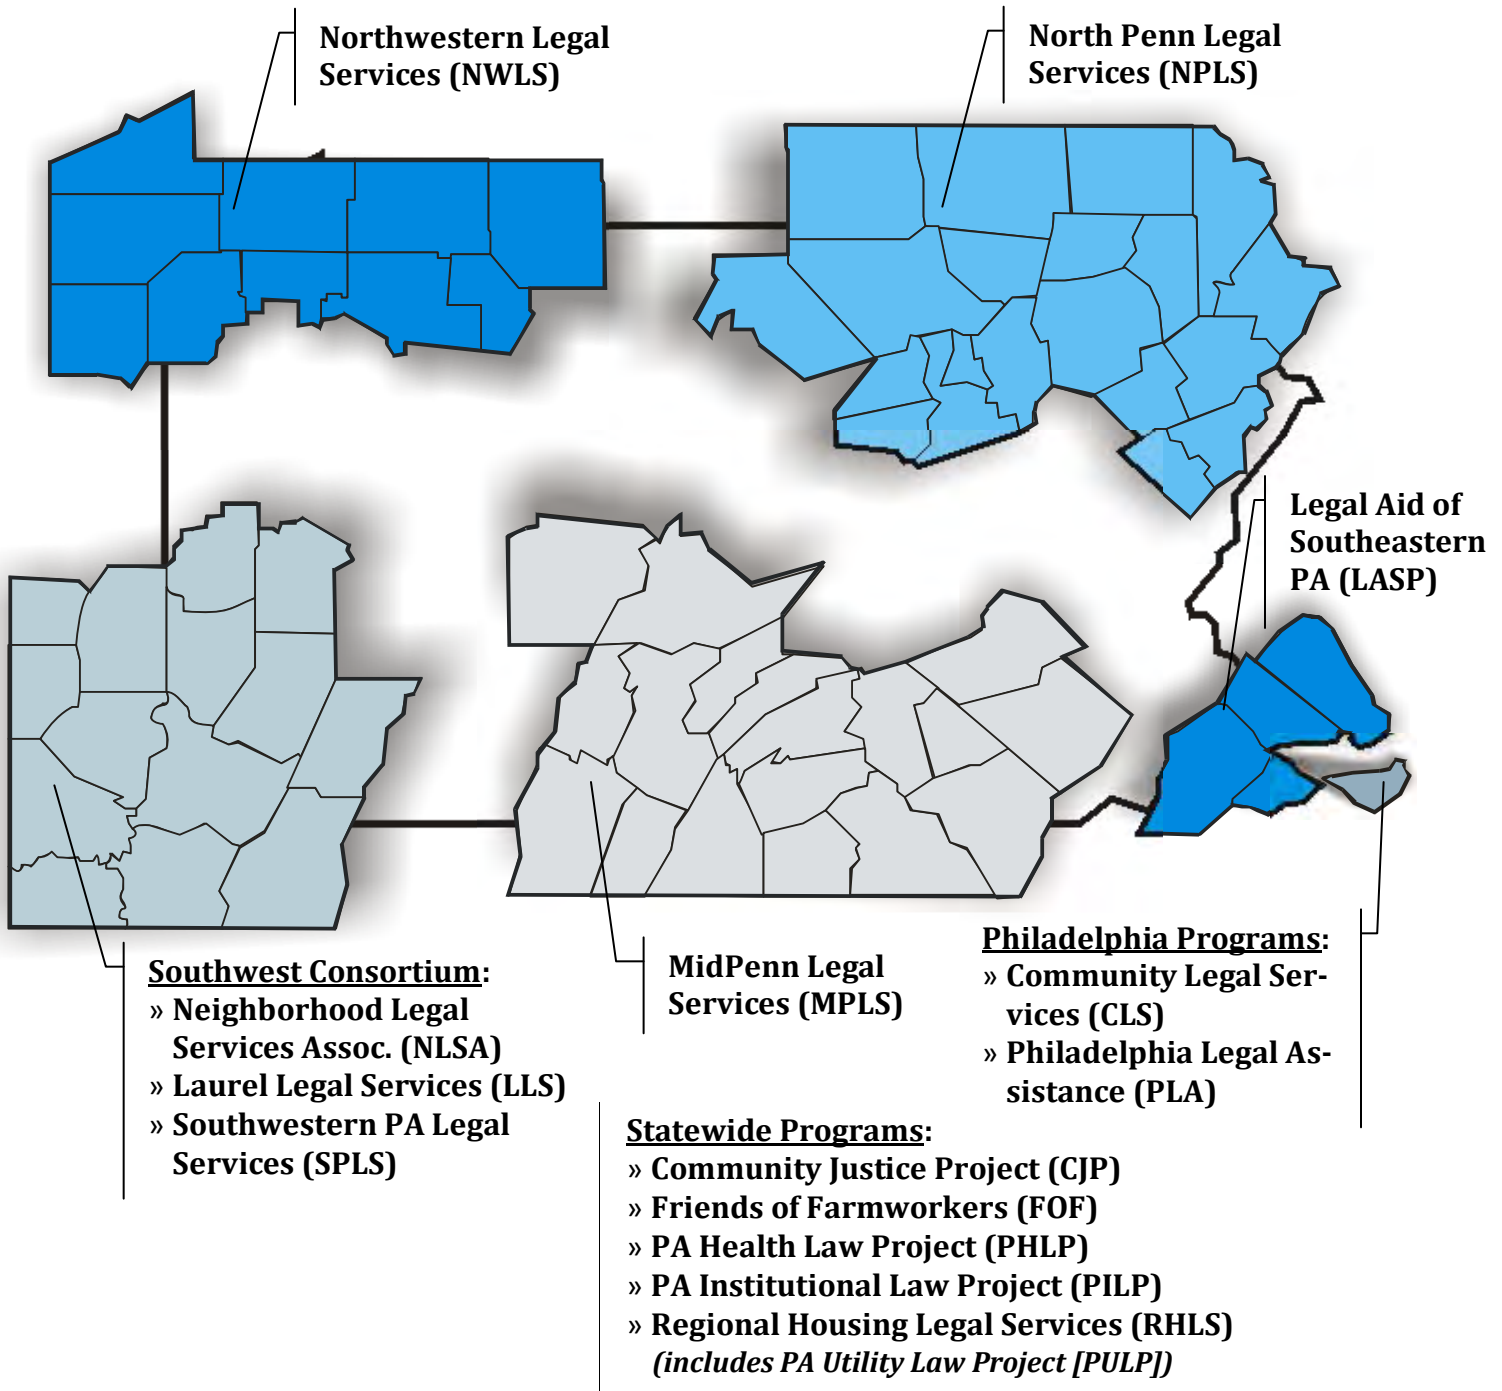 Northwestern Legal
Services (NWLS)
North Penn Legal
Services (NPLS)
Legal Aid of
Southeastern
PA (LASP)
Southwest Consortium:
» Neighborhood Legal
Services Assoc. (NLSA)
» Laurel Legal Services (LLS)
» Southwestern PA Legal
Services (SPLS)
MidPenn Legal
Services (MPLS)
Philadelphia Programs:
» Community Legal Ser-
vices (CLS)
» Philadelphia Legal As-
sistance (PLA)
Statewide Programs:
» Community Justice Project (CJP)
» Friends of Farmworkers (FOF)
» PA Health Law Project (PHLP)
» PA Institutional Law Project (PILP)
» Regional Housing Legal Services (RHLS)
(includes PA Utility Law Project [PULP])